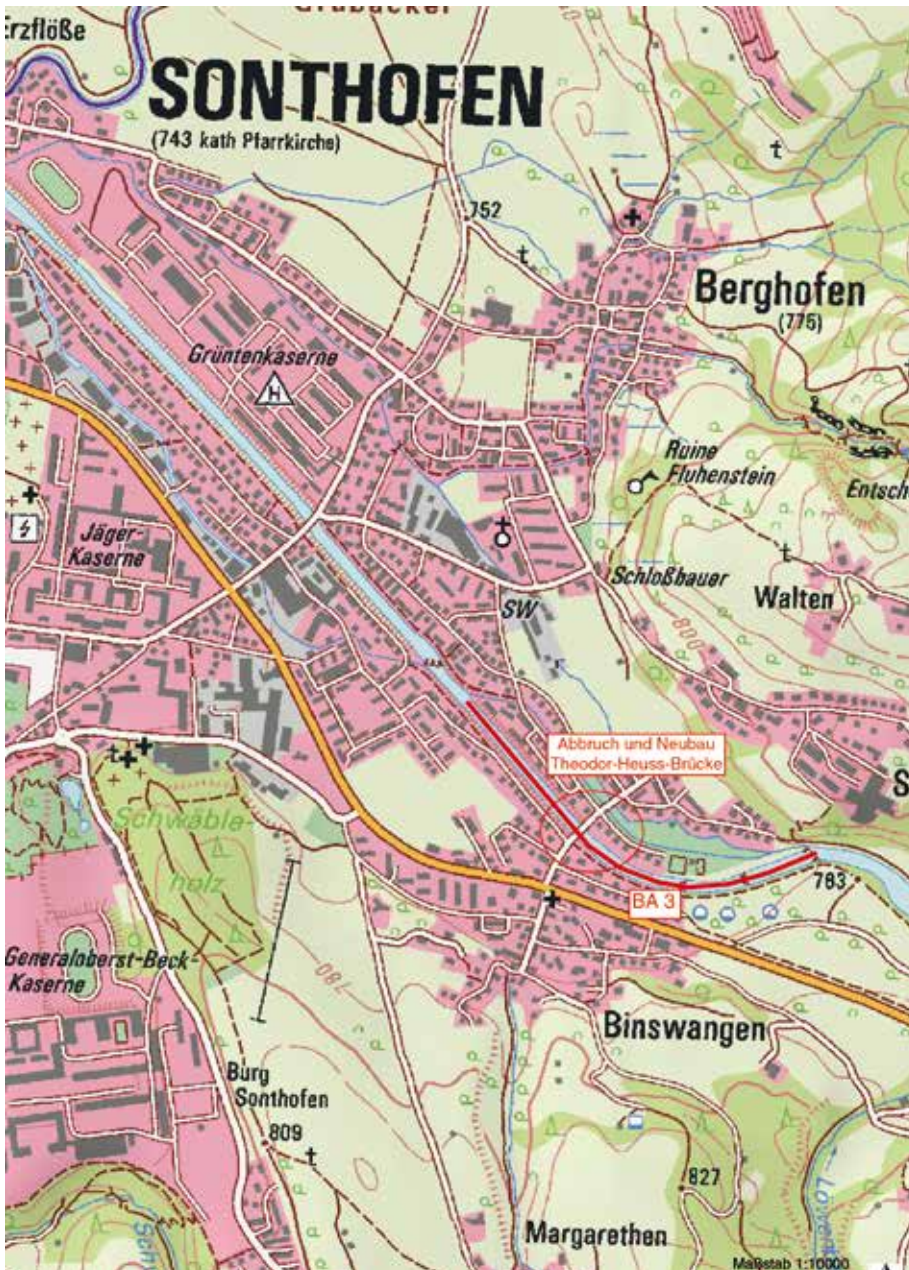 Erzflöße
SONTHOFEN
(743 kath Pfarrkirche)
752
Berghofen
(775)
Grüntenkaserne
H
Ruine
Fluhenstein
Entsch
Jäger-
Kaserne
Schloßbauer
Walten
SW
800
Abbruch und Neubau
Theodor-Heuss-Brücke
S
Schwäble-
holz
783
BA 3
Generaloberst-Beck-
Kaserne
780
Binswangen
Burg
Sonthofen
809
827
Margarethen
Sch
Maßstab 1:10000